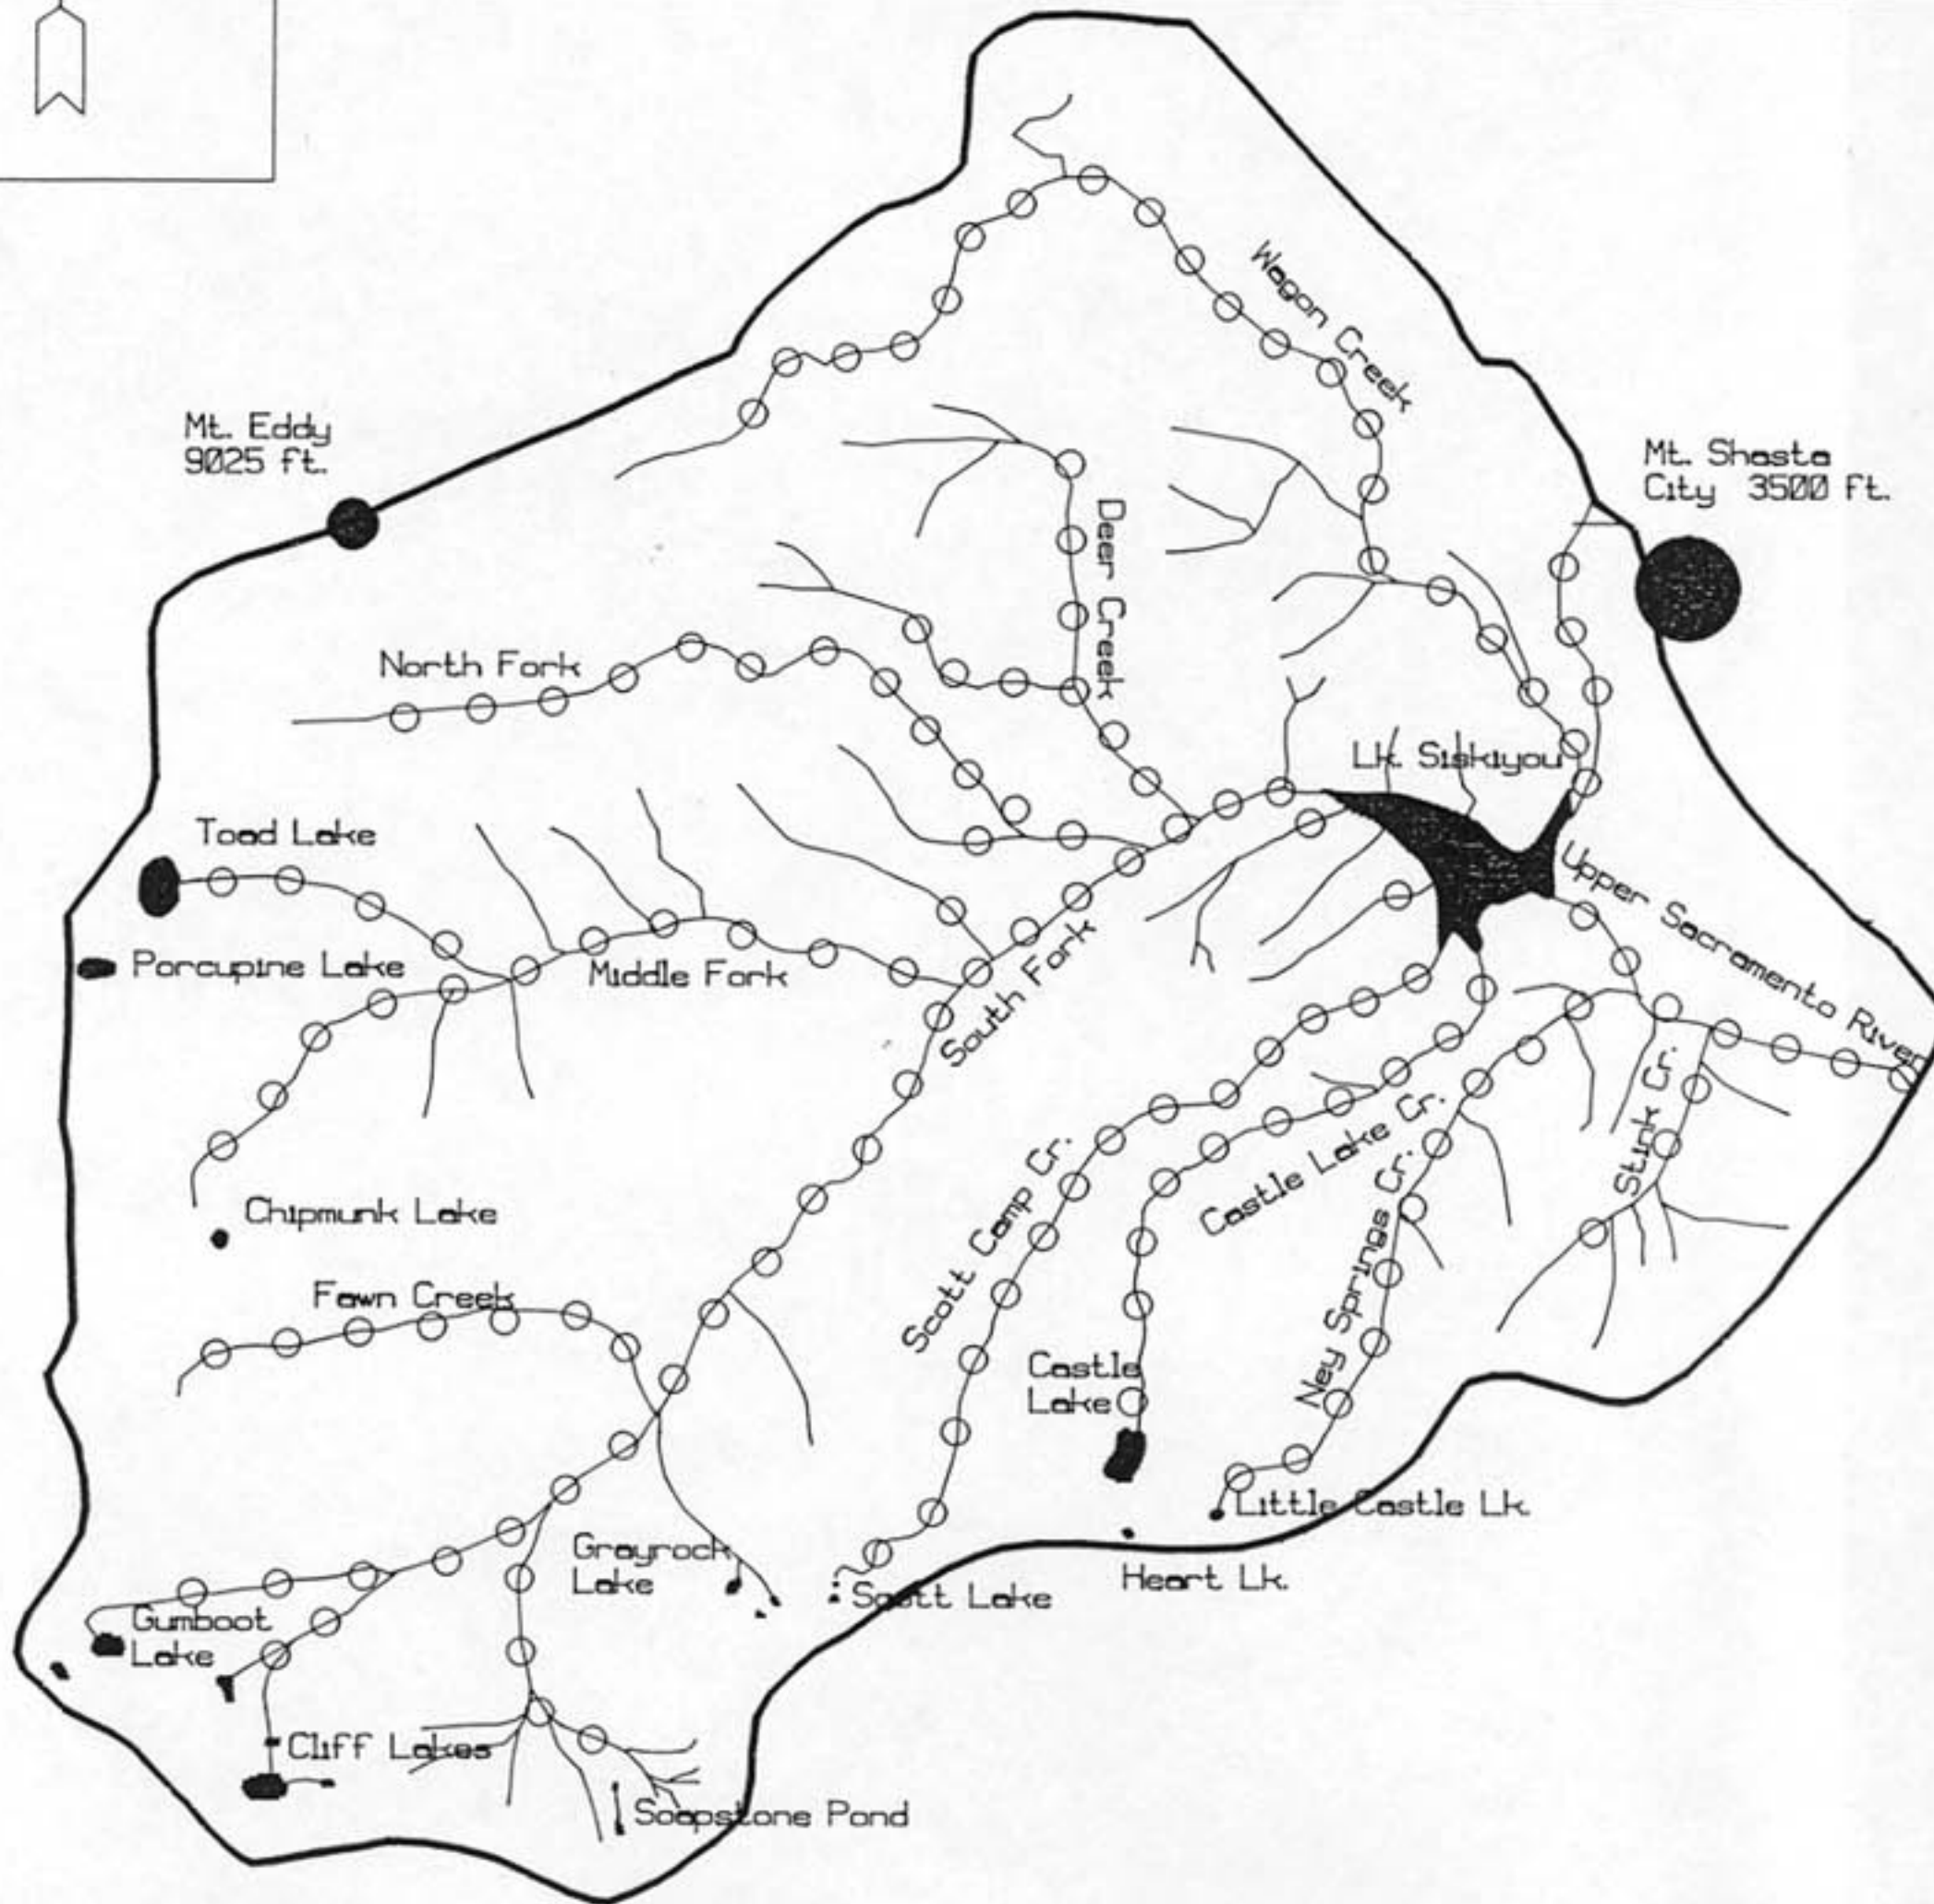 Wagon Creek
Mt. Eddy
9025 ft.
Mt. Shasta
City 3500 ft.
Deer Creek
North Fork
Lk. Siskiyou
Toad Lake
Upper Sacramento River
Porcupine Lake
Middle Fork
South Fork
Stink Cr.
Castle Lake Cr.
Scott Camp Cr.
Ney Springs Cr.
Chipmunk Lake
Fawn Creek
Castle
Lake
Little Castle Lk.
Grayrock
Lake
Heart Lk.
Scott Lake
Gumboot
Lake
Cliff Lakes
Soapstone Pond